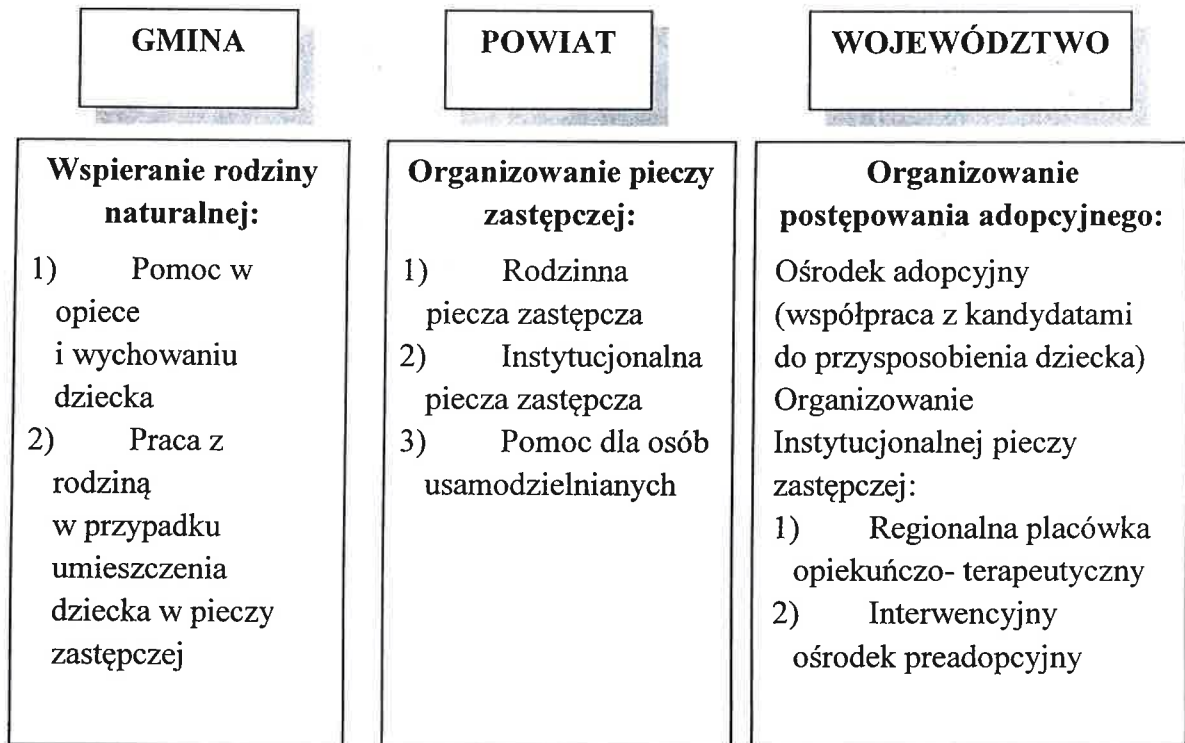 GMINA
POWIAT
WOJEWÓDZTWO
Wspieranie rodziny
naturalnej:
1) Pomoc w
opiece
i wychowaniu
dziecka
2) Praca z
rodziną
w przypadku
umieszczenia
dziecka w pieczy
zastępczej
Organizowanie pieczy
zastępczej:
1) Rodzinna
piecza zastępcza
2) Instytucjonalna
piecza zastępcza
3) Pomoc dla osób
usamodzielnianych
Organizowanie
postępowania adopcyjnego:
Ośrodek adopcyjny
(współpraca z kandydatami
do przysposobienia dziecka)
Organizowanie
Instytucjonalnej pieczy
zastępczej:
1) Regionalna placówka
opiekuńczo- terapeutyczny
2) Interwencyjny
ośrodek preadopcyjny